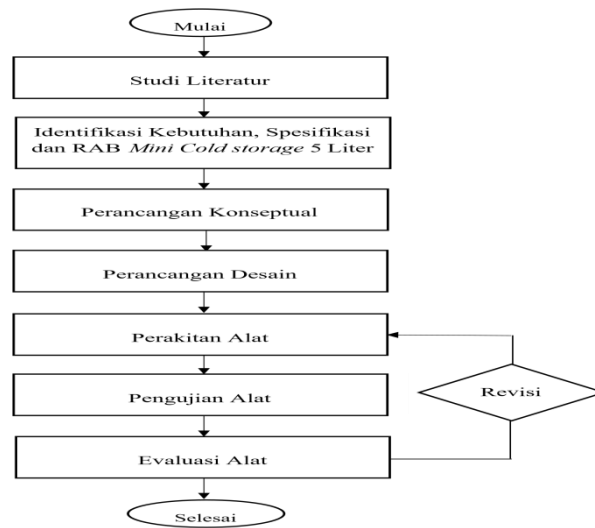 Mulai
Studi Literatur
Identifikasi Kebutuhan, Spesifikasi
dan RAB Mini Cold storage 5 Liter
Perancangan Konseptual
Perancangan Desain
Perakitan Alat
Pengujian Alat
Revisi
Evaluasi Alat
Selesai